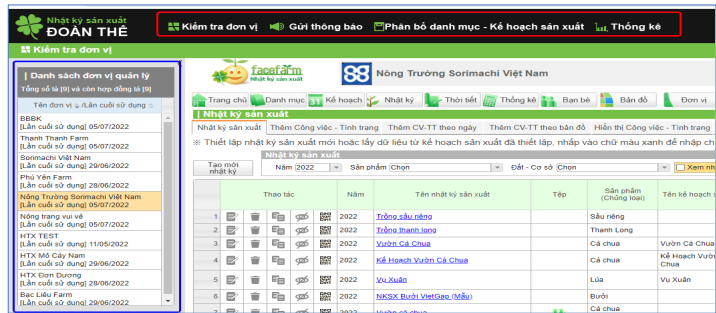 Nhật ký sản xuất
ĐOÀN THỂ
Kiểm tra đơn vị
Gửi thông báo
Phân bổ danh mục - Kế hoạch sản xuất
Thống kê
Kiểm tra đơn vị
| Danh sách đơn vị quản lý
Tổng số là [9] và còn hợp đồng là [9]
Tên đơn vị /Lần cuối sử dụng
BBBK
[Lần cuối sử dụng] 05/07/2022
Thanh Thanh Farm
[Lần cuối sử dụng] 05/07/2022
Sorimachi Việt Nam
[Lần cuối sử dụng] 29/06/2022
Phú Yên Farm
[Lần cuối sử dụng] 28/06/2022
Nông Trường Sorimachi Việt Nam
[Lần cuối sử dụng] 05/07/2022
Nông trang vui vẻ
[Lần cuối sử dụng] 05/07/2022
HTX TEST
[Lần cuối sử dụng] 11/05/2022
HTX Mỏ Cày Nam
[Lần cuối sử dụng] 29/06/2022
HTX Đơn Dương
[Lần cuối sử dụng] 28/06/2022
Bạc Liêu Farm
[Lần cuối sử dụng] 29/06/2022
facefarm
Nhật ký sản xuất
88
Nông Trường Sorimachi Việt Nam
Trang chủ
Danh mục
31
Kế hoạch
Nhật ký
Thời tiết
Thống kê
Bạn bè
Bản đồ
Đơn vị
| Nhật ký sản xuất
Nhật ký sản xuất
Thêm Công việc - Tình trạng
Thêm CV-TT theo ngày
Thêm CV-TT theo bản đồ
Hiển thị Công việc - Tình trạng
※ Thiết lập nhật ký sản xuất mới hoặc lấy dữ liệu từ kế hoạch sản xuất đã thiết lập, nhấp vào chữ màu xanh để nhập ch
Tạo mới
nhật ký
Nhật ký sản xuất
Năm 2022
Sản phẩm Chọn
Đất - Cơ sở Chọn
Xem nh
Thao tác
Năm
Tên nhật ký sản xuất
Tệp
Sản phẩm
(Chủng loại)
Tên kế hoạch s
1 2022 Trồng sầu riêng Sầu riêng
2 2022 Trồng thanh long Thanh Long
3 2022 Vườn Cà Chua Cà chua Vườn Cà Chua
4 2022 Kế Hoạch Vườn Cà Chua Cà chua Kế Hoạch Vườn
Chua
5 2022 Vụ Xuân Lúa Vụ Xuân
6 2022 NKSX Bưởi VietGap (Mẫu) Bưởi
7 2022 Vườn cà chua Cà chua